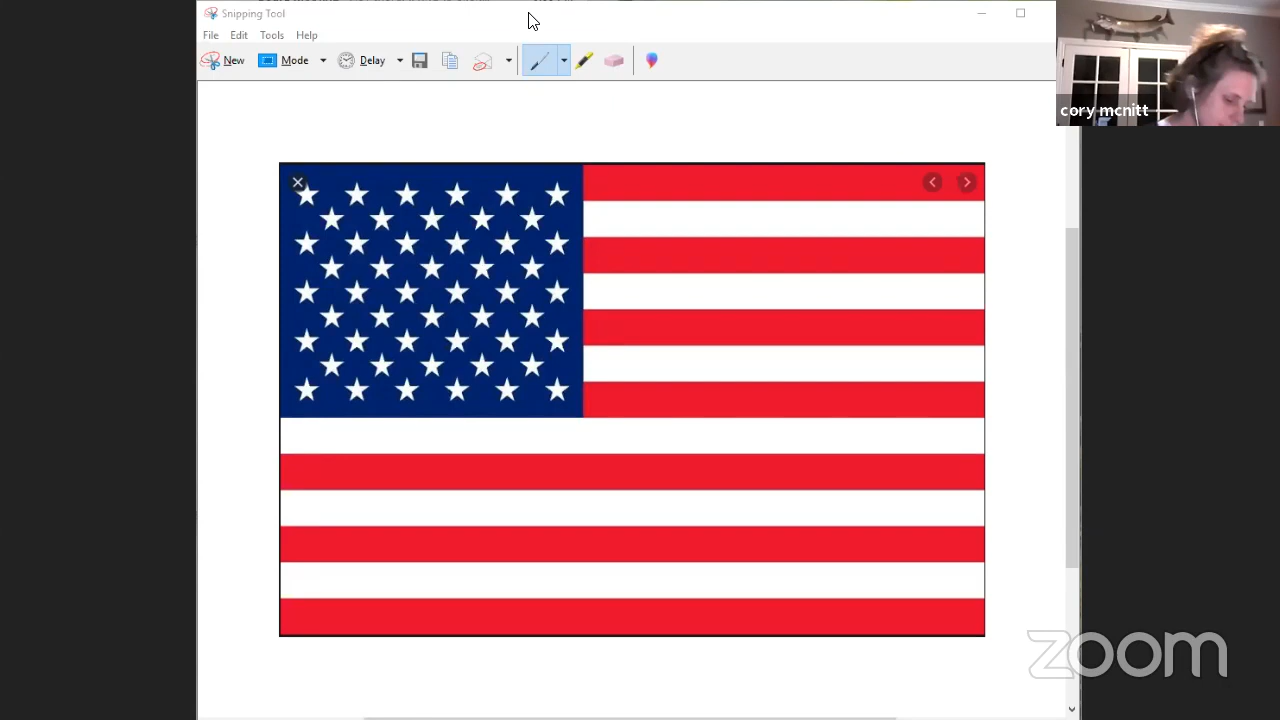 Snipping Tool
File Edit Tools Help
New Mode Delay
cory mcnitt
zoom